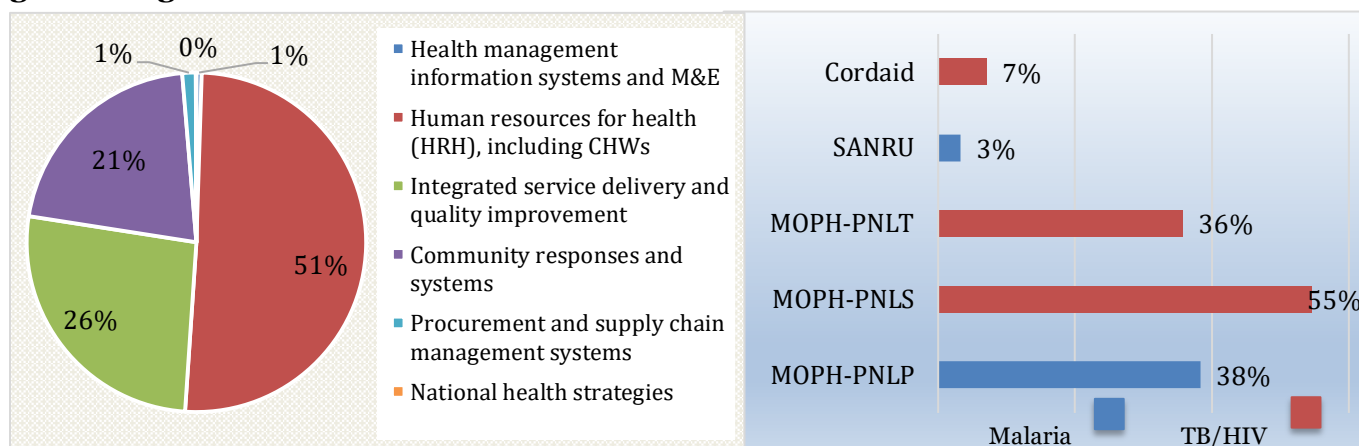 1%
0%
1%
21%
51%
26%
Health management
information systems and M&E
Human resources for health
(HRH), including CHWs
Integrated service delivery and
quality improvement
Community responses and
systems
Procurement and supply chain
management systems
National health strategies
Cordaid
7%
SANRU
3%
MOPH-PNLT
36%
MOPH-PNLS
55%
MOPH-PNLP
38%
Malaria
TB/HIV